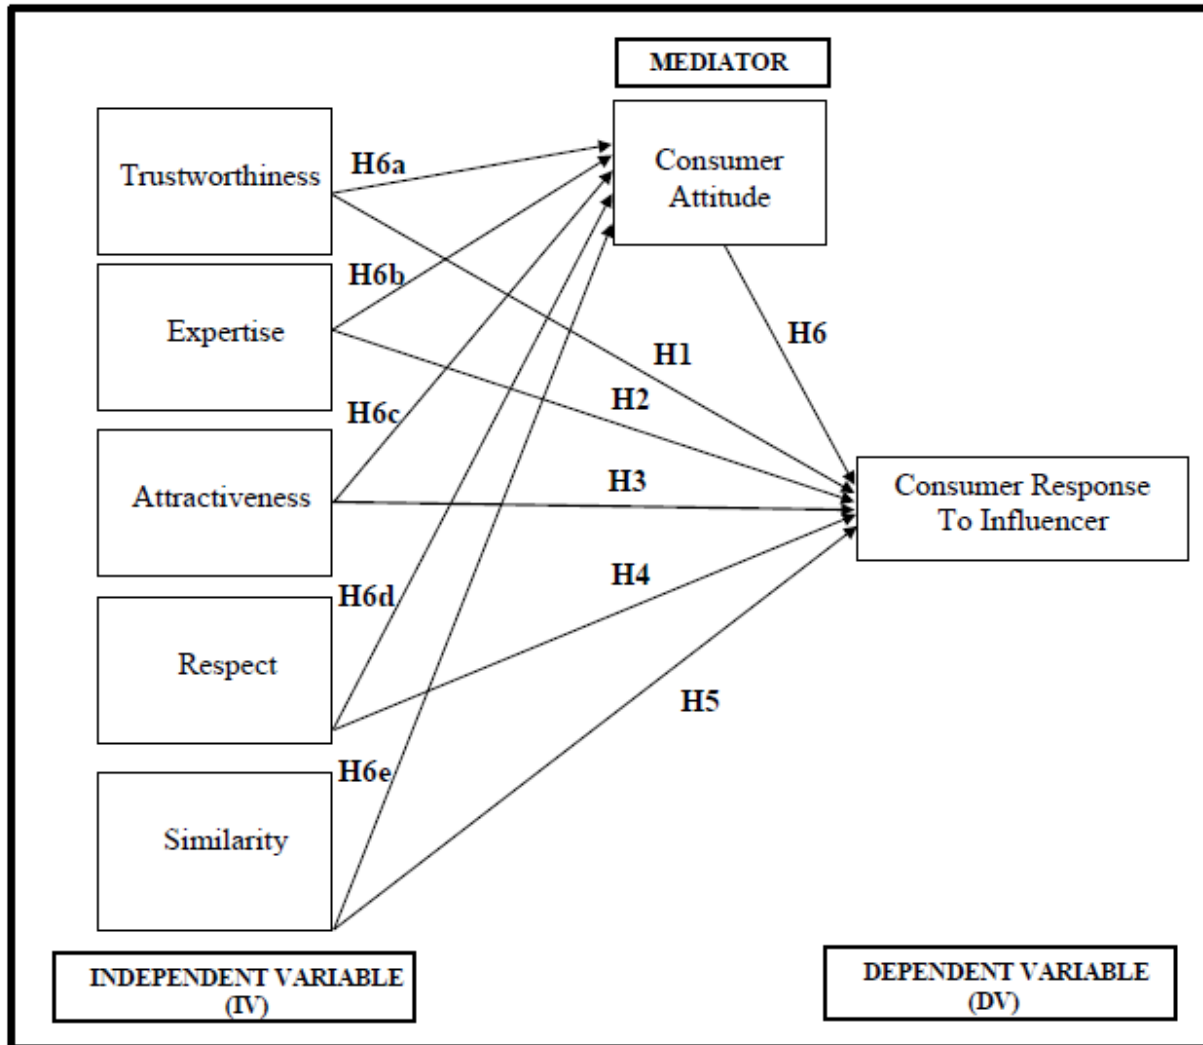 MEDIATOR
Trustworthiness
H6a
Consumer
Attitude
Expertise
H6b
H1
H6
H2
Attractiveness
H6c
H3
Consumer Response
To Influencer
Respect
H6d
H4
H5
Similarity
H6e
INDEPENDENT VARIABLE
(IV)
DEPENDENT VARIABLE
(DV)